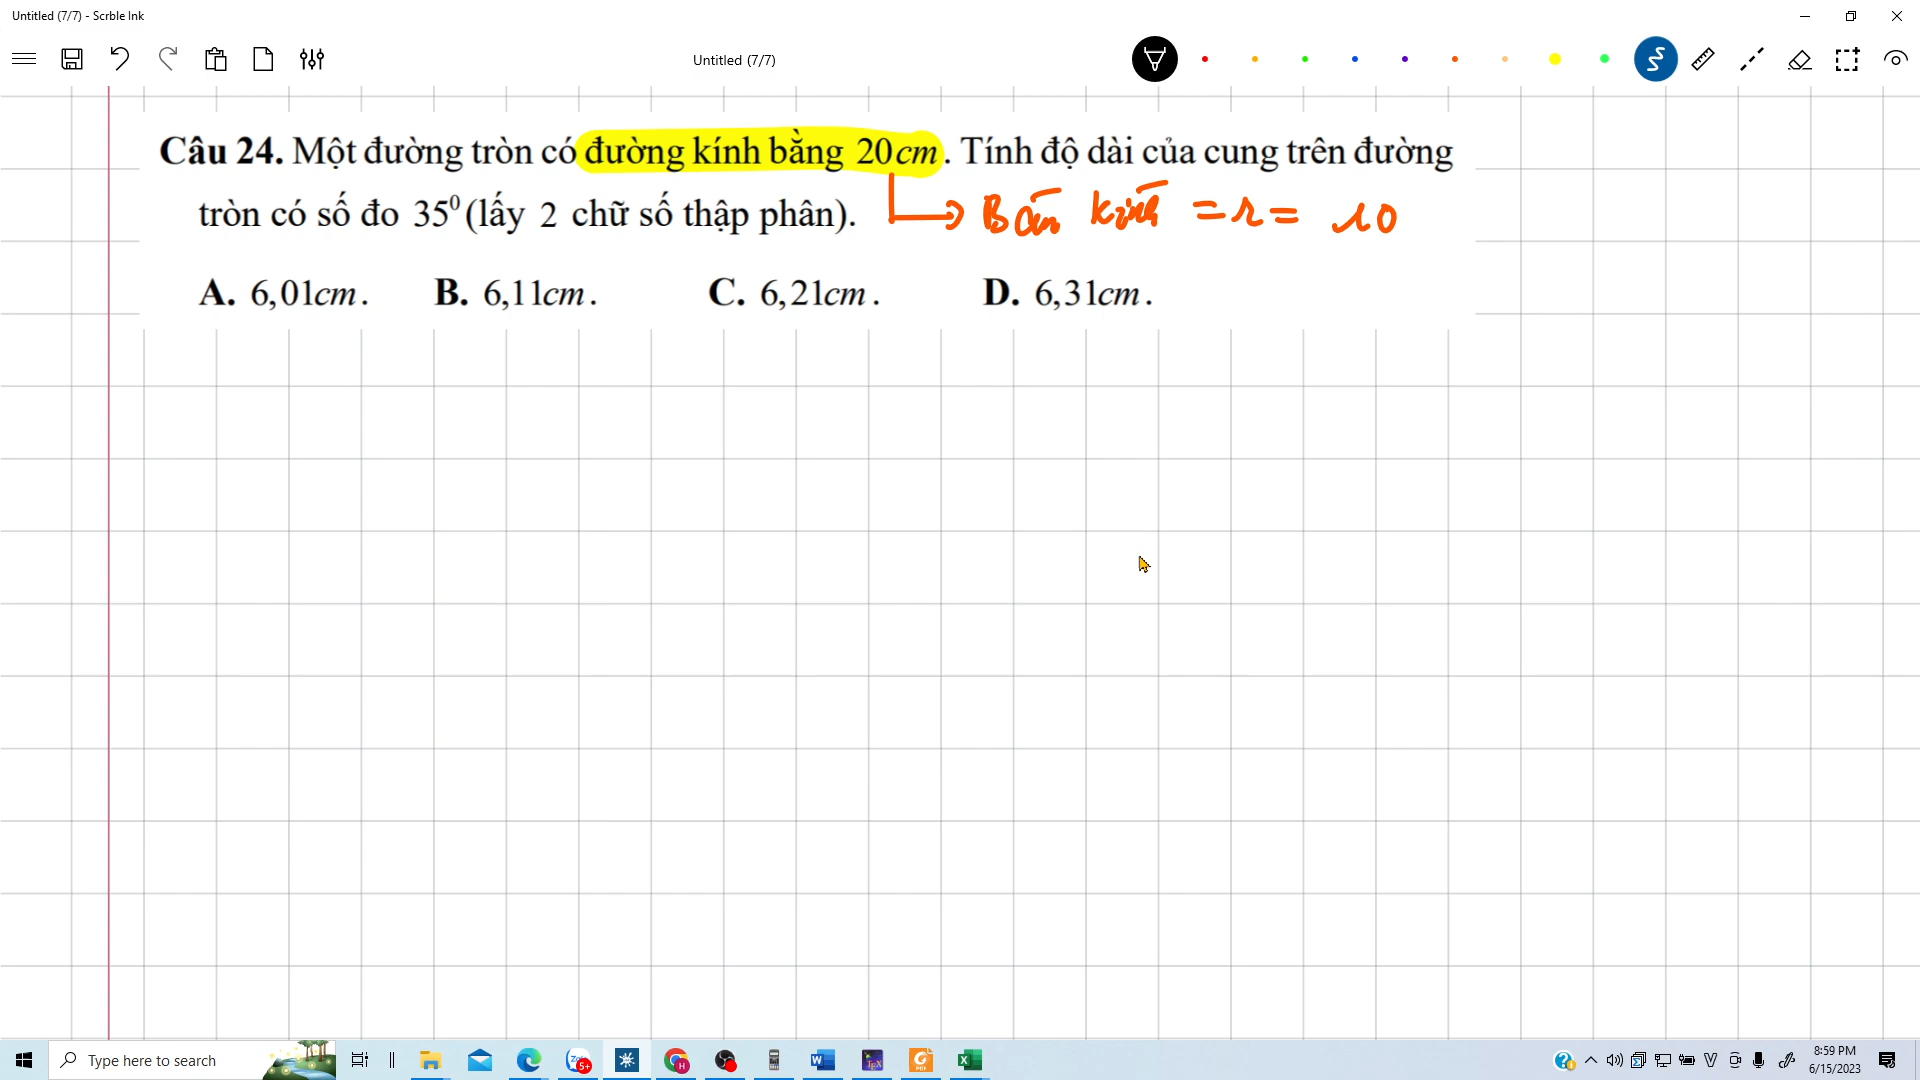 Untitled (7/7) - Scrble Ink
Untitled (7/7)
Câu 24. Một đường tròn có đường kính bằng 20cm. Tính độ dài của cung trên đường
tròn có số đo 35⁰ (lấy 2 chữ số thập phân).
Bán kính = r = 10
A. 6,01cm. B. 6,11cm. C. 6,21cm. D. 6,31cm.
Type here to search
8:59 PM
6/15/2023